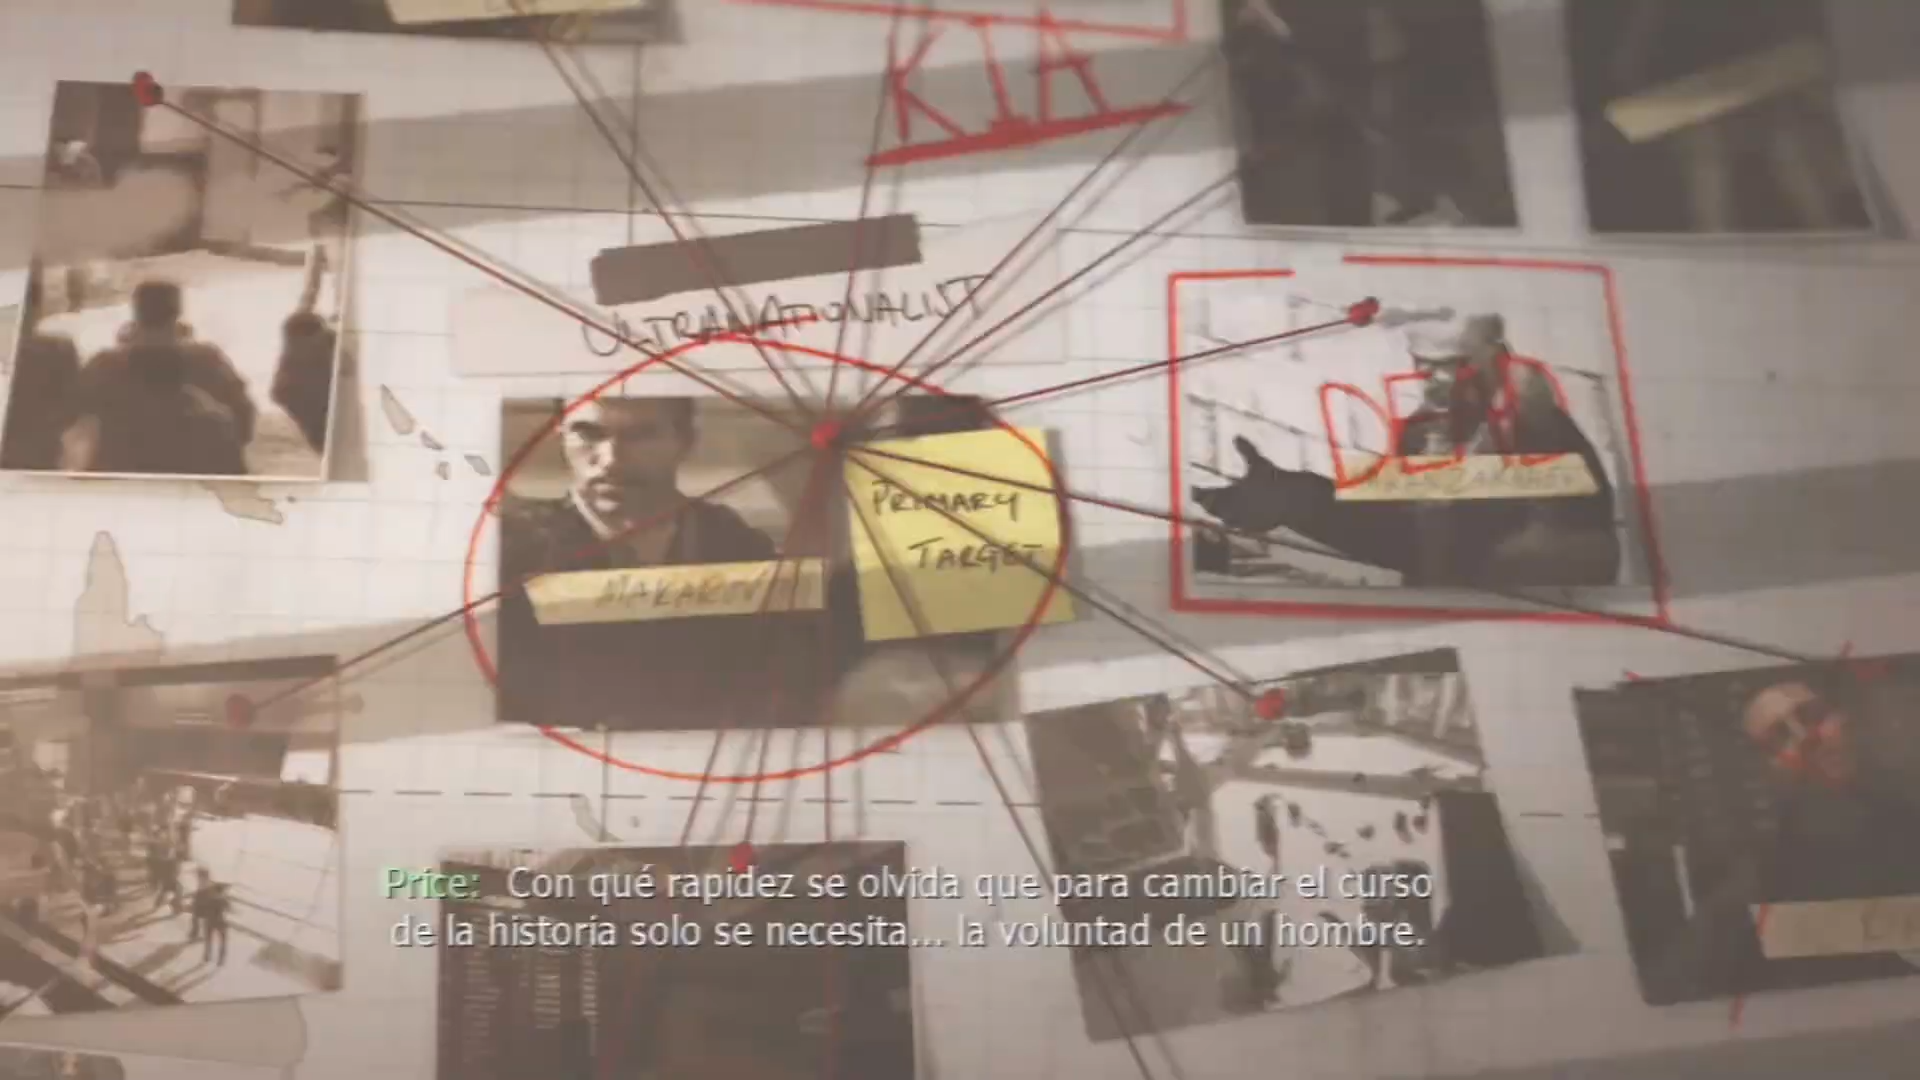 KIA
ULTRANATIONALIST
PRIMARY
TARGET
MAKAROV
DEAD
Price: Con qué rapidez se olvida que para cambiar el curso
de la historia solo se necesita... la voluntad de un hombre.